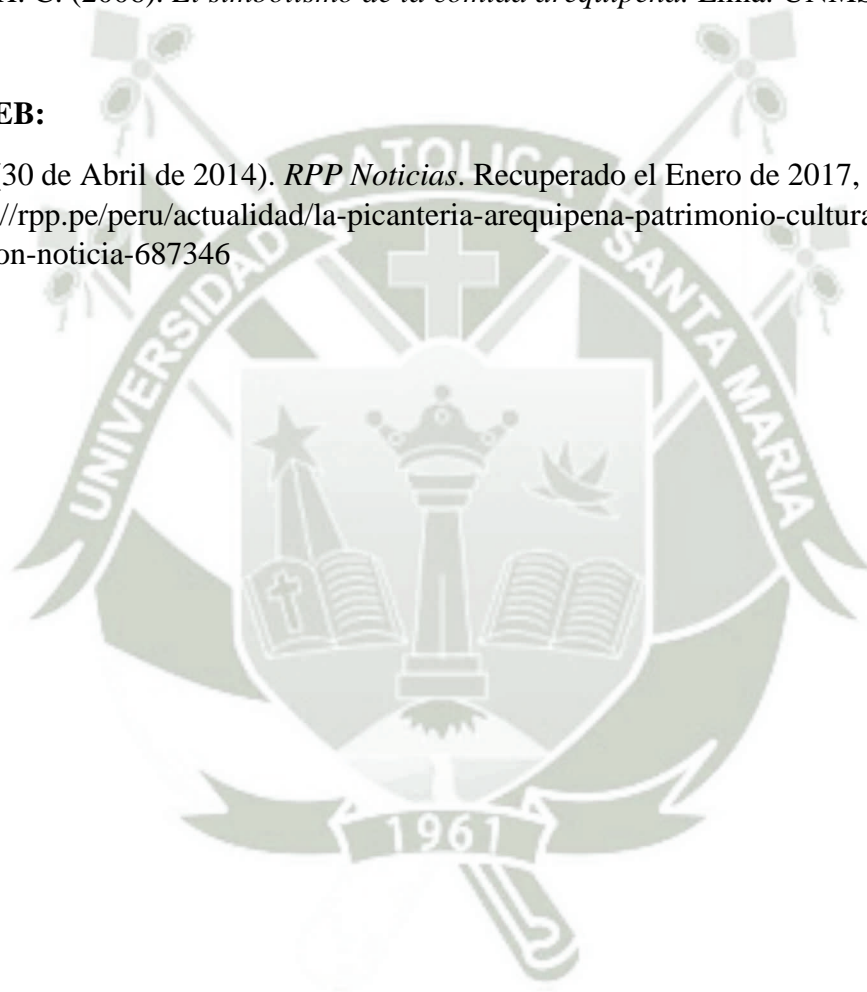 A. C. (2008). El simbolismo de la comida arequipeña. Lima: UNMS
EB:
(30 de Abril de 2014). RPP Noticias. Recuperado el Enero de 2017,
//rpp.pe/peru/actualidad/la-picanteria-arequipena-patrimonio-cultura
on-noticia-687346
UNIVERSIDAD CATOLICA SANTA MARIA
1961